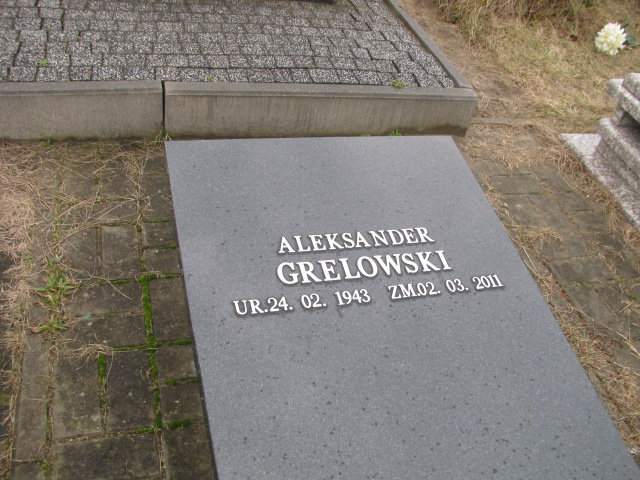 ALEKSANDER
GRELOWSKI
UR.24. 02. 1943 ZM.02. 03. 2011